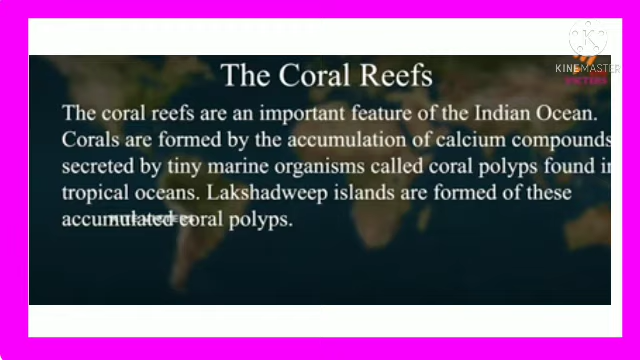 The Coral Reefs
KINEMASTER
The coral reefs are an important feature of the Indian Ocean.
Corals are formed by the accumulation of calcium compounds
secreted by tiny marine organisms called coral polyps found in
tropical oceans. Lakshadweep islands are formed of these
accumulated coral polyps.